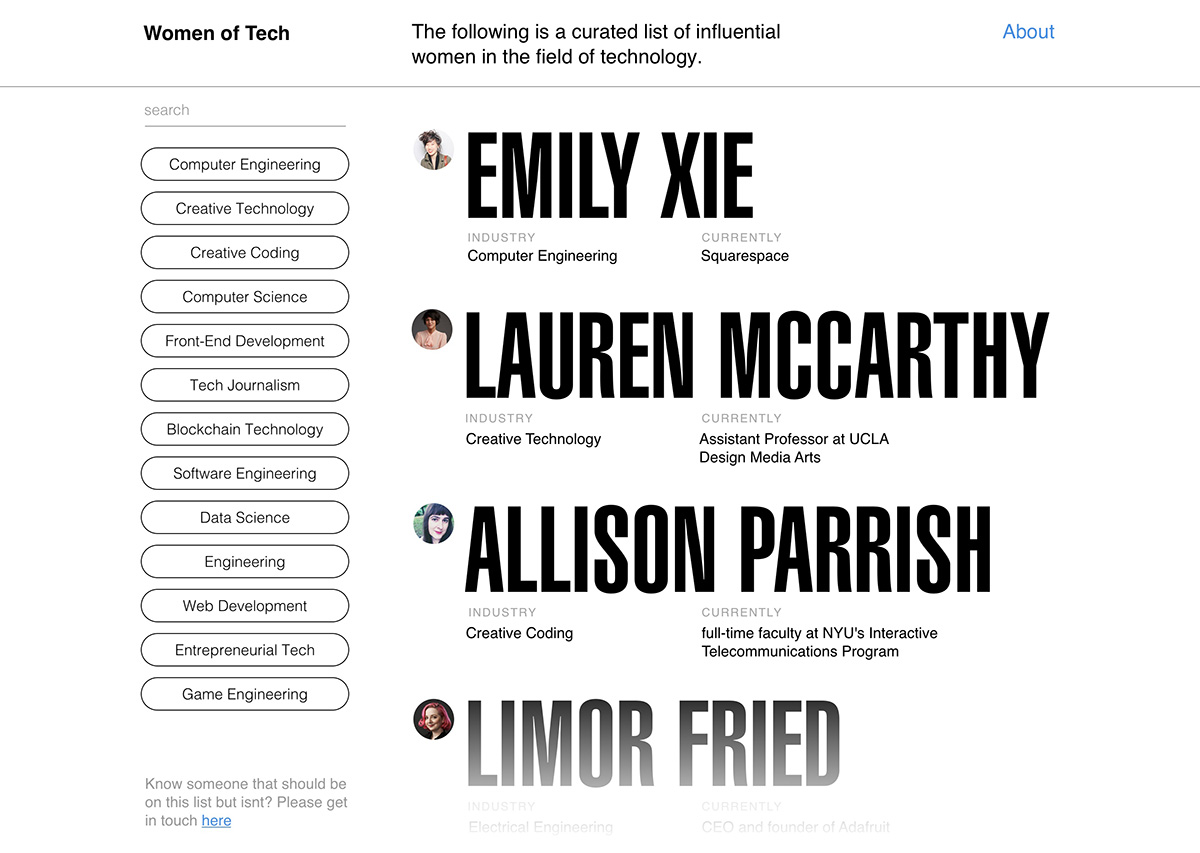 Women of Tech
The following is a curated list of influential
women in the field of technology.
About
search
Computer Engineering
Creative Technology
Creative Coding
Computer Science
Front-End Development
Tech Journalism
Blockchain Technology
Software Engineering
Data Science
Engineering
Web Development
Entrepreneurial Tech
Game Engineering
Know someone that should be
on this list but isnt? Please get
in touch here
EMILY XIE
INDUSTRY CURRENTLY
Computer Engineering Squarespace
LAUREN MCCARTHY
INDUSTRY CURRENTLY
Creative Technology Assistant Professor at UCLA
Design Media Arts
ALLISON PARRISH
INDUSTRY CURRENTLY
Creative Coding full-time faculty at NYU's Interactive
Telecommunications Program
LIMOR FRIED
INDUSTRY CURRENTLY
Electrical Engineering CEO and founder of Adafruit